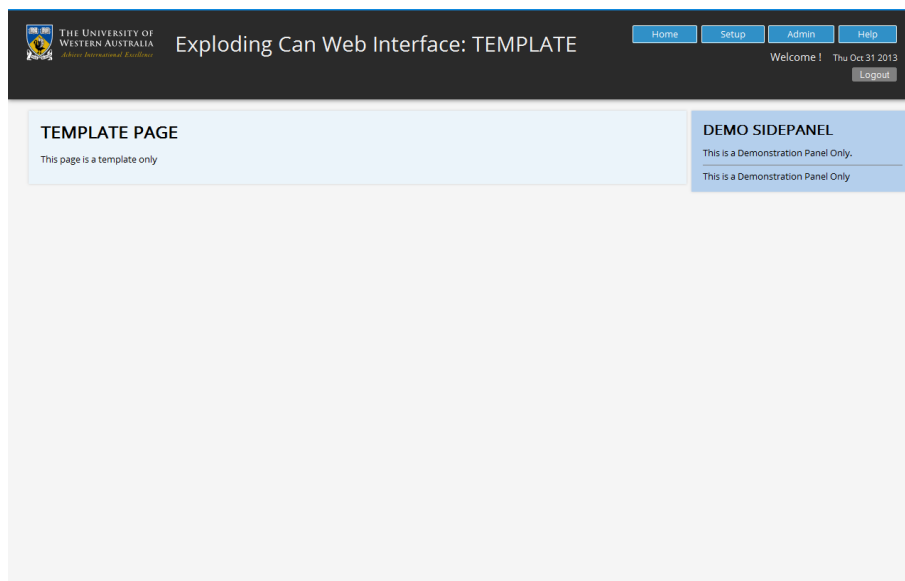 THE UNIVERSITY OF
WESTERN AUSTRALIA
Achieve International Excellence
Exploding Can Web Interface: TEMPLATE
Home
Setup
Admin
Help
Welcome ! Thu Oct 31 2013
Logout
TEMPLATE PAGE
This page is a template only
DEMO SIDEPANEL
This is a Demonstration Panel Only.
This is a Demonstration Panel Only